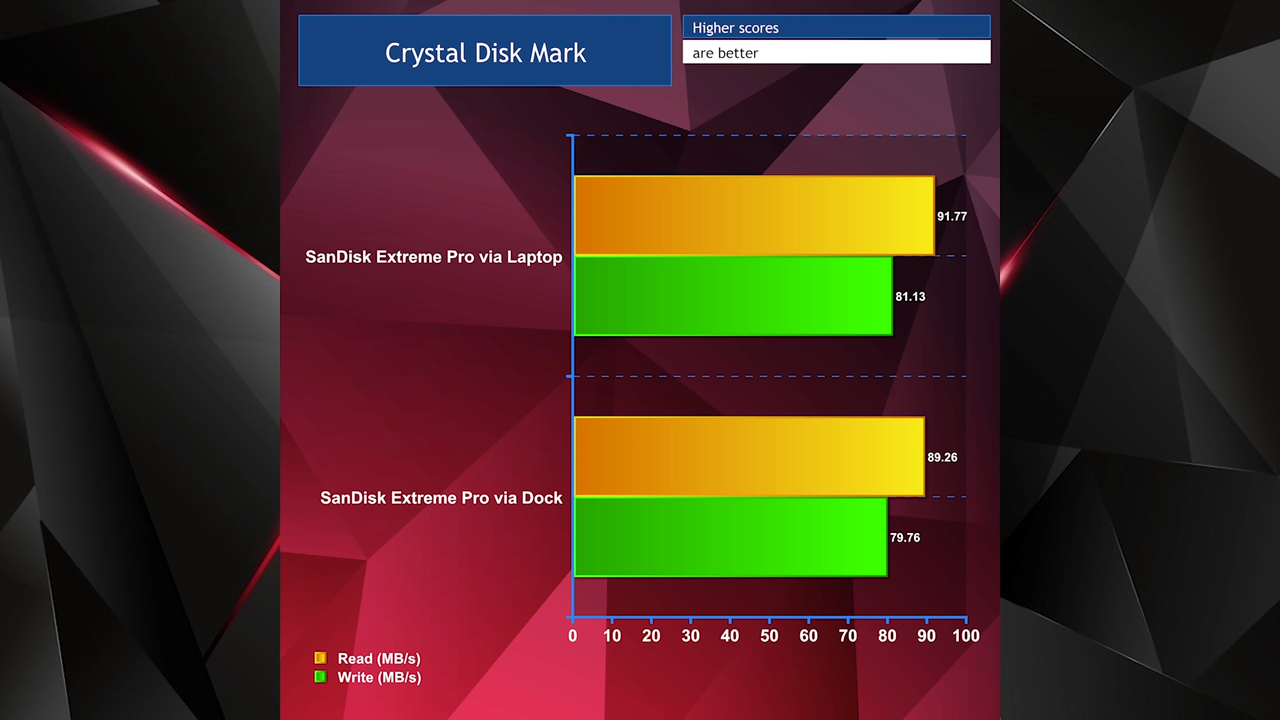 Crystal Disk Mark
Higher scores
are better
SanDisk Extreme Pro via Laptop
91.77
81.13
SanDisk Extreme Pro via Dock
89.26
79.76
0 10 20 30 40 50 60 70 80 90 100
Read (MB/s)
Write (MB/s)